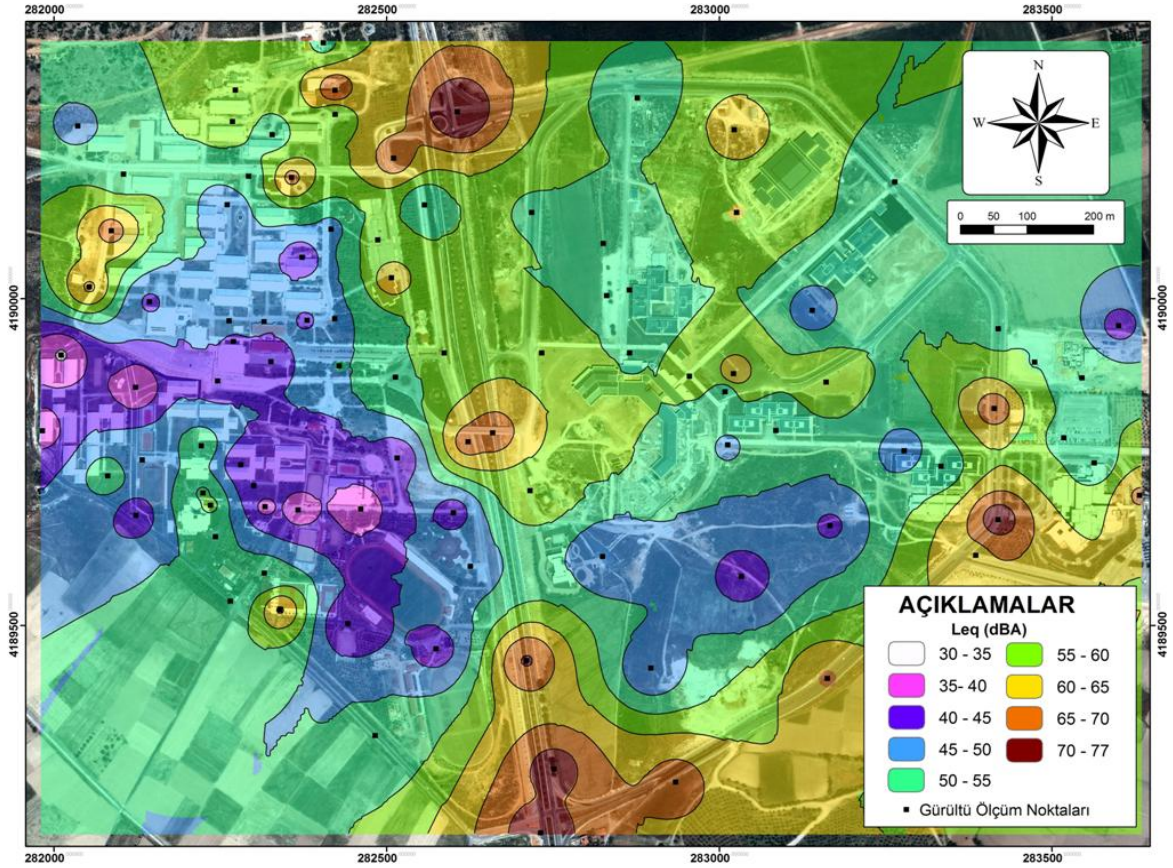 282000 282500 283000 283500
N
W E
S
0 50 100 200 m
4190000
4190000
4189500
4189500
AÇIKLAMALAR
Leq (dBA)
30 - 35
35- 40
40 - 45
45 - 50
50 - 55
55 - 60
60 - 65
65 - 70
70 - 77
Gürültü Ölçüm Noktaları
282000 282500 283000 283500